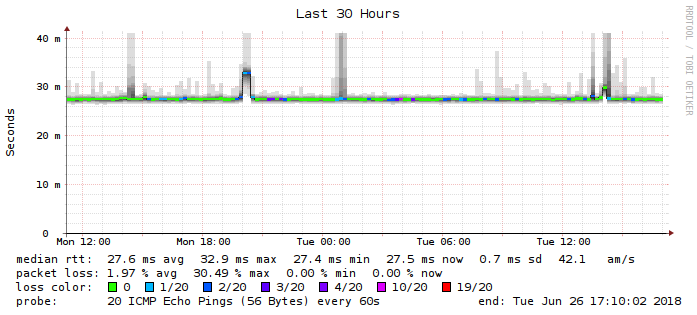 Last 30 Hours
RRDTOOL / TOBI OETIKER
Seconds
40 m
30 m
20 m
10 m
0
Mon 12:00 Mon 18:00 Tue 00:00 Tue 06:00 Tue 12:00
median rtt: 27.6 ms avg 32.9 ms max 27.4 ms min 27.5 ms now 0.7 ms sd 42.1 am/s
packet loss: 1.97 % avg 30.49 % max 0.00 % min 0.00 % now
loss color: 0 1/20 2/20 3/20 4/20 10/20 19/20
probe: 20 ICMP Echo Pings (56 Bytes) every 60s end: Tue Jun 26 17:10:02 2018